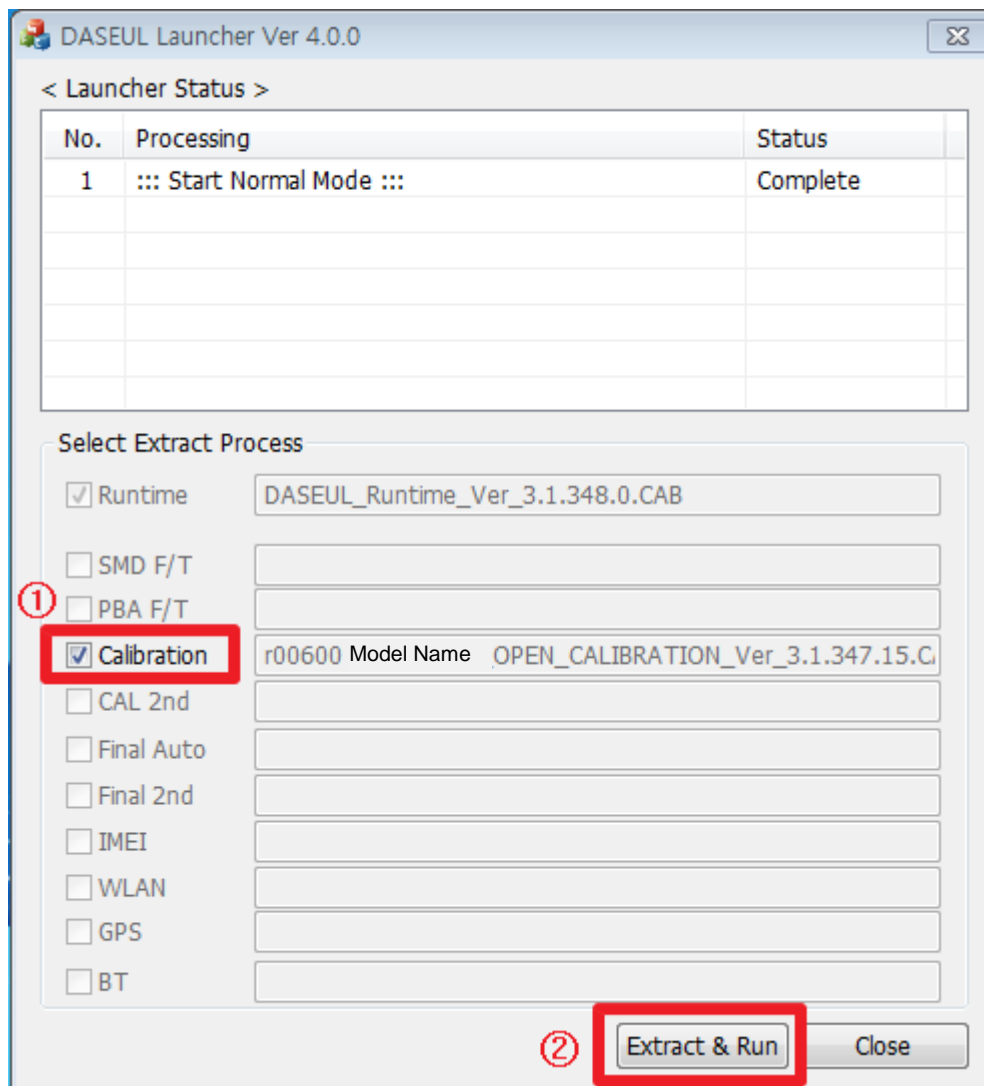 DASEUL Launcher Ver 4.0.0
< Launcher Status >
No. Processing Status
1 ::: Start Normal Mode ::: Complete
Select Extract Process
Runtime DASEUL_Runtime_Ver_3.1.348.0.CAB
SMD F/T
① PBA F/T
Calibration r00600 Model Name _OPEN_CALIBRATION_Ver_3.1.347.15.CA
CAL 2nd
Final Auto
Final 2nd
IMEI
WLAN
GPS
BT
② Extract & Run Close